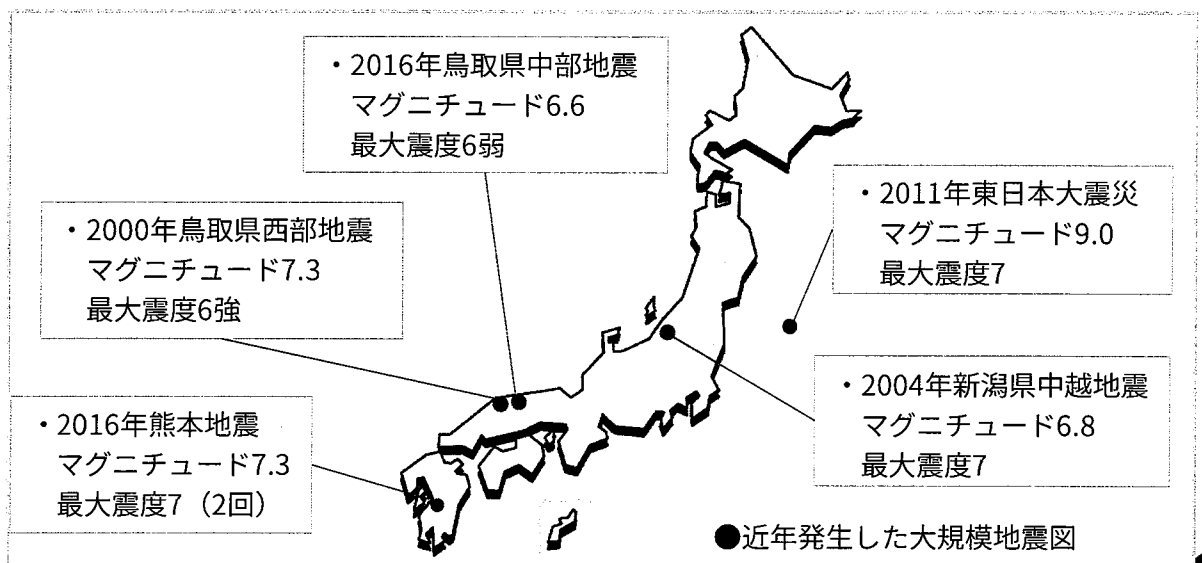 ・2016年鳥取県中部地震
マグニチュード6.6
最大震度6弱
・2011年東日本大震災
マグニチュード9.0
最大震度7
・2000年鳥取県西部地震
マグニチュード7.3
最大震度6強
・2004年新潟県中越地震
マグニチュード6.8
最大震度7
・2016年熊本地震
マグニチュード7.3
最大震度7（2回）
●近年発生した大規模地震図